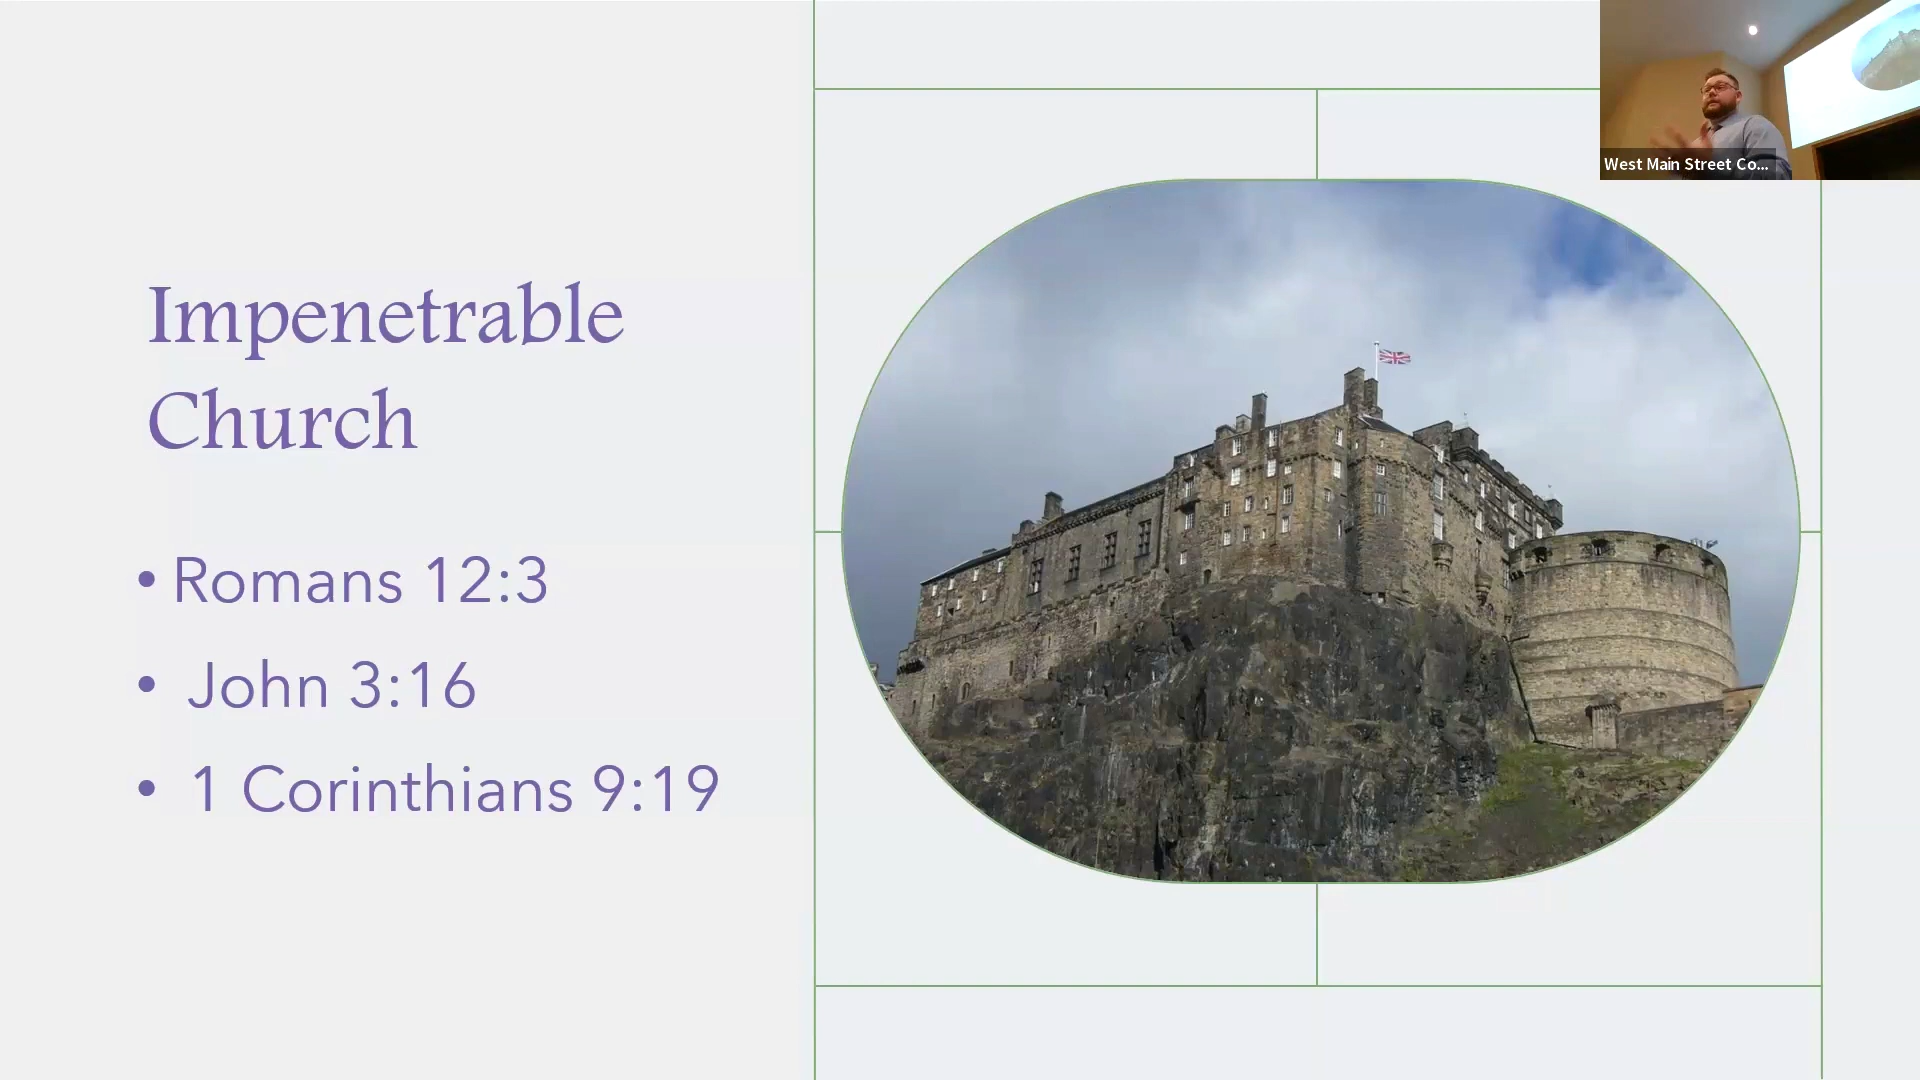 Impenetrable
Church
• Romans 12:3
• John 3:16
• 1 Corinthians 9:19
West Main Street Co...